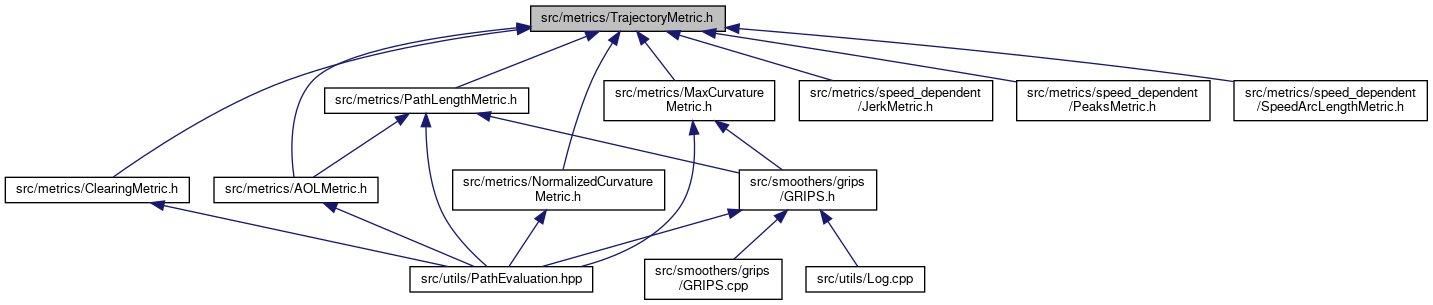 src/metrics/TrajectoryMetric.h
src/metrics/PathLengthMetric.h
src/metrics/MaxCurvature
Metric.h
src/metrics/speed_dependent
/JerkMetric.h
src/metrics/speed_dependent
/PeaksMetric.h
src/metrics/speed_dependent
/SpeedArcLengthMetric.h
src/metrics/ClearingMetric.h
src/metrics/AOLMetric.h
src/metrics/NormalizedCurvature
Metric.h
src/smoothers/grips
/GRIPS.h
src/utils/PathEvaluation.hpp
src/smoothers/grips
/GRIPS.cpp
src/utils/Log.cpp